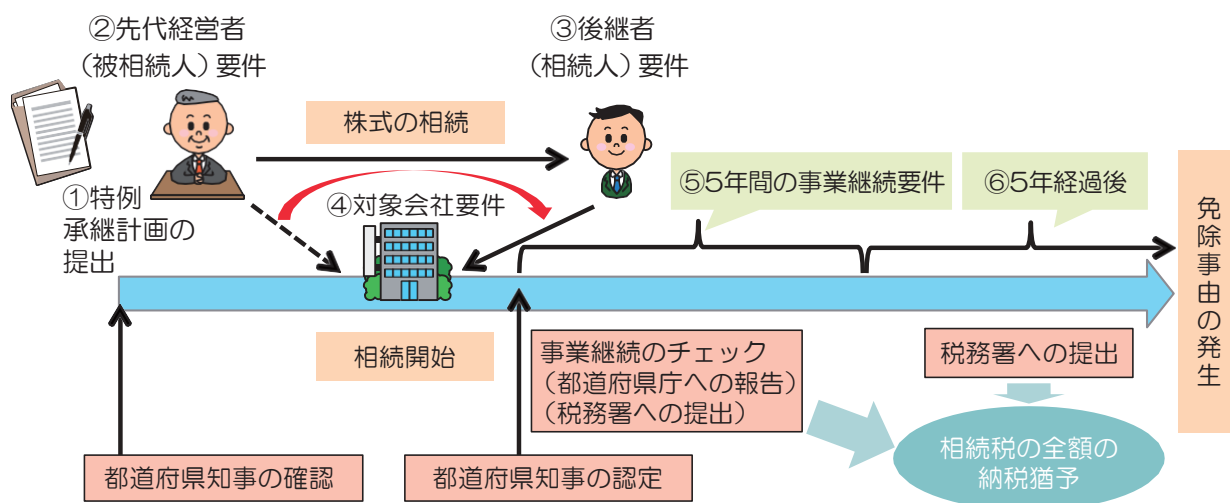 ②先代経営者
(被相続人)要件
③後継者
(相続人)要件
株式の相続
①特例
承継計画の
提出
④対象会社要件
⑤5年間の事業継続要件
⑥5年経過後
免除事由の発生
相続開始
事業継続のチェック
(都道府県庁への報告)
(税務署への提出)
税務署への提出
都道府県知事の確認
都道府県知事の認定
相続税の全額の
納税猶予